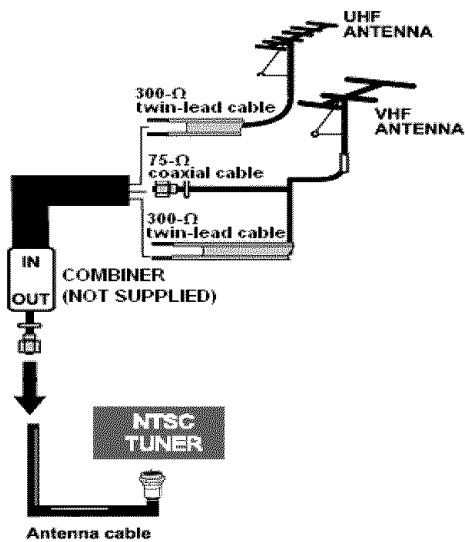 UHF
ANTENNA
300-Ω
twin-lead cable
VHF
ANTENNA
75-Ω
coaxial cable
300-Ω
twin-lead cable
IN
OUT
COMBINER
(NOT SUPPLIED)
NTSC
TUNER
Antenna cable